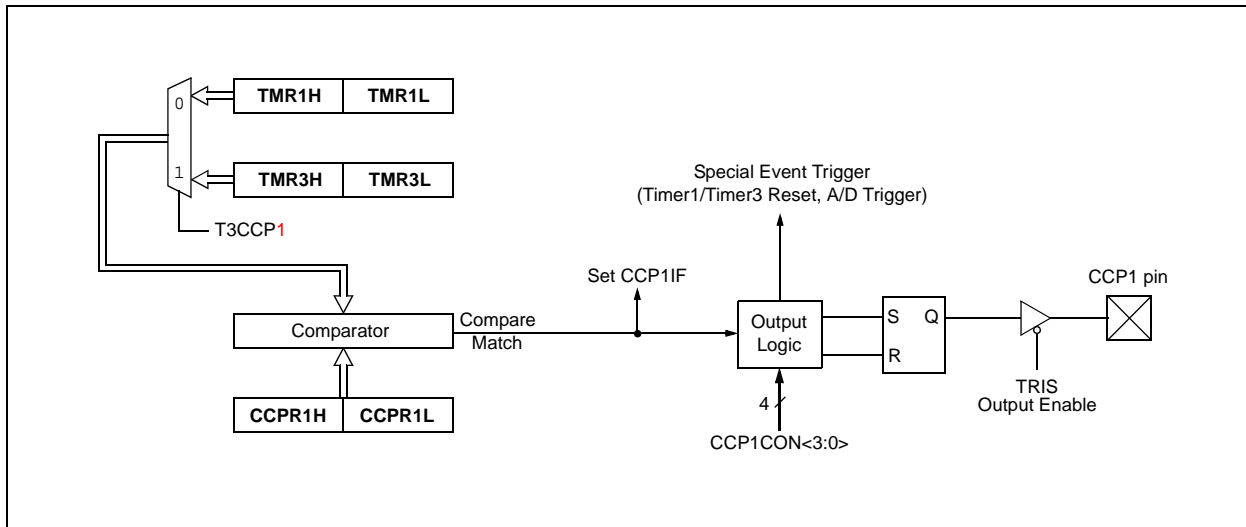 TMR1H TMR1L
0
1
TMR3H TMR3L
T3CCP1
Special Event Trigger
(Timer1/Timer3 Reset, A/D Trigger)
Set CCP1IF
CCP1 pin
Comparator
Compare
Match
Output
Logic
S Q
R
TRIS
Output Enable
CCPR1H CCPR1L
4
CCP1CON<3:0>